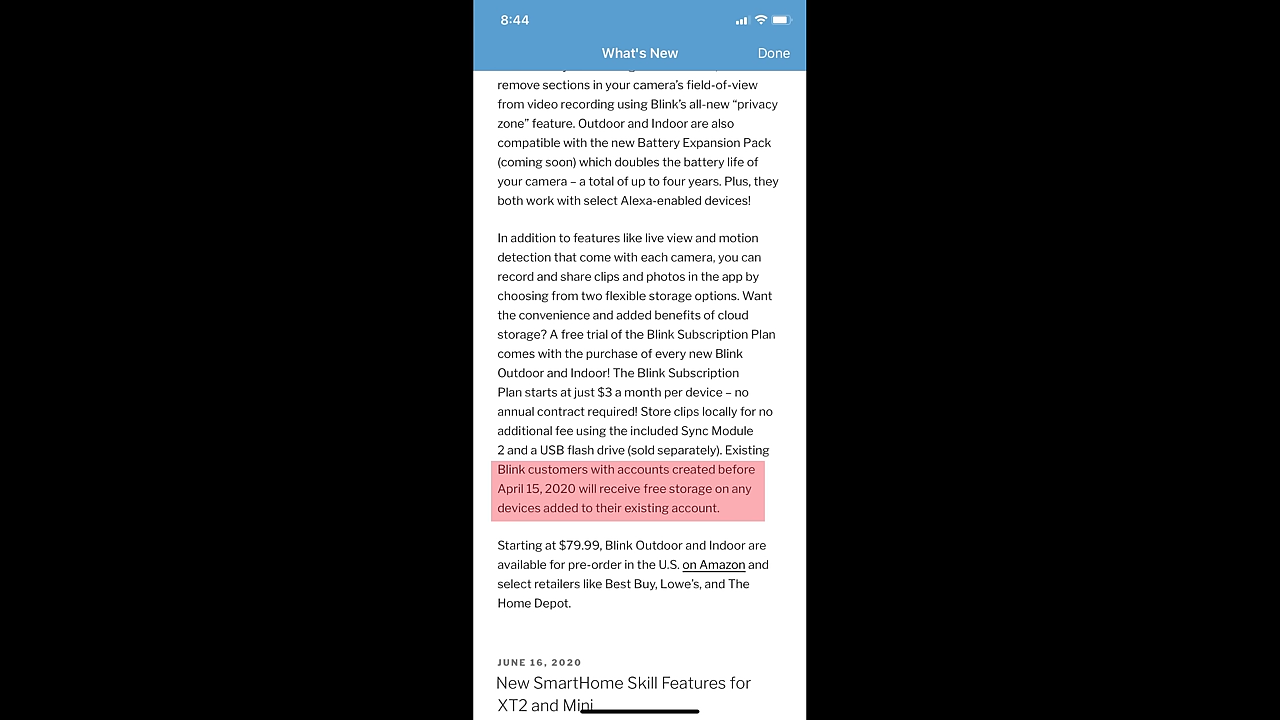 8:44
What's New
Done
remove sections in your camera’s field-of-view
from video recording using Blink’s all-new “privacy
zone” feature. Outdoor and Indoor are also
compatible with the new Battery Expansion Pack
(coming soon) which doubles the battery life of
your camera – a total of up to four years. Plus, they
both work with select Alexa-enabled devices!
In addition to features like live view and motion
detection that come with each camera, you can
record and share clips and photos in the app by
choosing from two flexible storage options. Want
the convenience and added benefits of cloud
storage? A free trial of the Blink Subscription Plan
comes with the purchase of every new Blink
Outdoor and Indoor! The Blink Subscription
Plan starts at just $3 a month per device – no
annual contract required! Store clips locally for no
additional fee using the included Sync Module
2 and a USB flash drive (sold separately). Existing
Blink customers with accounts created before
April 15, 2020 will receive free storage on any
devices added to their existing account.
Starting at $79.99, Blink Outdoor and Indoor are
available for pre-order in the U.S. on Amazon and
select retailers like Best Buy, Lowe’s, and The
Home Depot.
JUNE 16, 2020
New SmartHome Skill Features for
XT2 and Mini